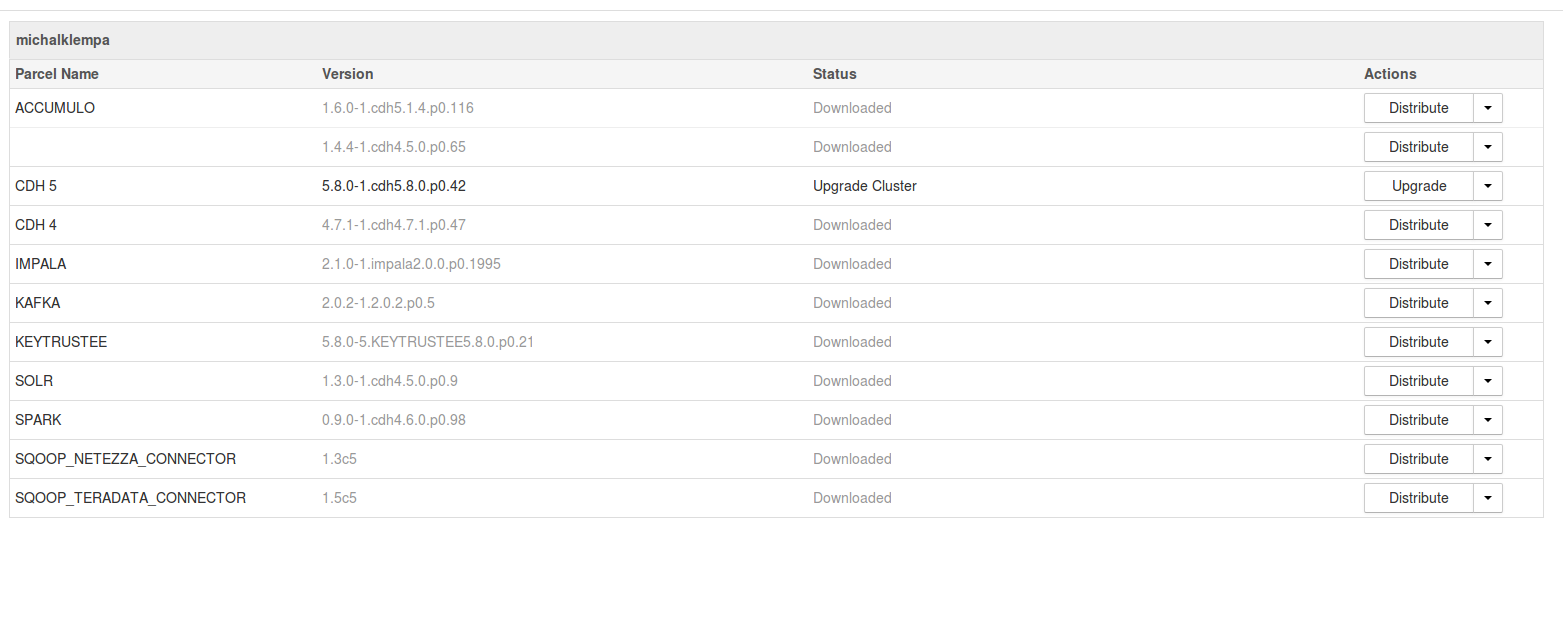 michalklempa
Parcel Name Version Status Actions
ACCUMULO 1.6.0-1.cdh5.1.4.p0.116 Downloaded Distribute
1.4.4-1.cdh4.5.0.p0.65 Downloaded Distribute
CDH 5 5.8.0-1.cdh5.8.0.p0.42 Upgrade Cluster Upgrade
CDH 4 4.7.1-1.cdh4.7.1.p0.47 Downloaded Distribute
IMPALA 2.1.0-1.impala2.0.0.p0.1995 Downloaded Distribute
KAFKA 2.0.2-1.2.0.2.p0.5 Downloaded Distribute
KEYTRUSTEE 5.8.0-5.KEYTRUSTEE5.8.0.p0.21 Downloaded Distribute
SOLR 1.3.0-1.cdh4.5.0.p0.9 Downloaded Distribute
SPARK 0.9.0-1.cdh4.6.0.p0.98 Downloaded Distribute
SQOOP_NETEZZA_CONNECTOR 1.3c5 Downloaded Distribute
SQOOP_TERADATA_CONNECTOR 1.5c5 Downloaded Distribute